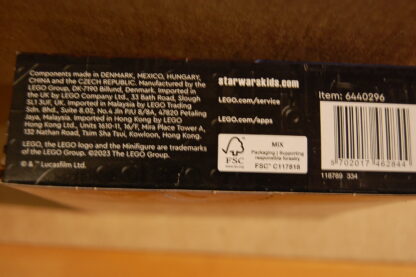 Components made in DENMARK, MEXICO, HUNGARY,
CHINA and the CZECH REPUBLIC. Manufactured by the
LEGO Group, DK-7190 Billund, Denmark. Imported in
the UK by LEGO Company Ltd., 33 Bath Road, Slough
SL1 3UF, UK. Imported in Malaysia by LEGO Trading
Sdn. Bhd., Suite 8.02, No.4 Jln P/U 8/8A, 47820 Petaling
Jaya, Malaysia. Imported in Hong Kong by LEGO
Hong Kong Ltd., Units 1610-11, 16/F, Mira Place Tower A,
132 Nathan Road, Tsim Sha Tsui, Kowloon, Hong Kong.
LEGO, the LEGO logo and the Minifigure are trademarks
of the LEGO Group. ©2023 The LEGO Group.
© & ™ Lucasfilm Ltd.
starwarskids.com
LEGO.com/service
LEGO.com/apps
FSC
www.fsc.org
MIX
Packaging | Supporting
responsible forestry
FSC™ C117818
Item: 6440296
5 702017 462844
118769 334